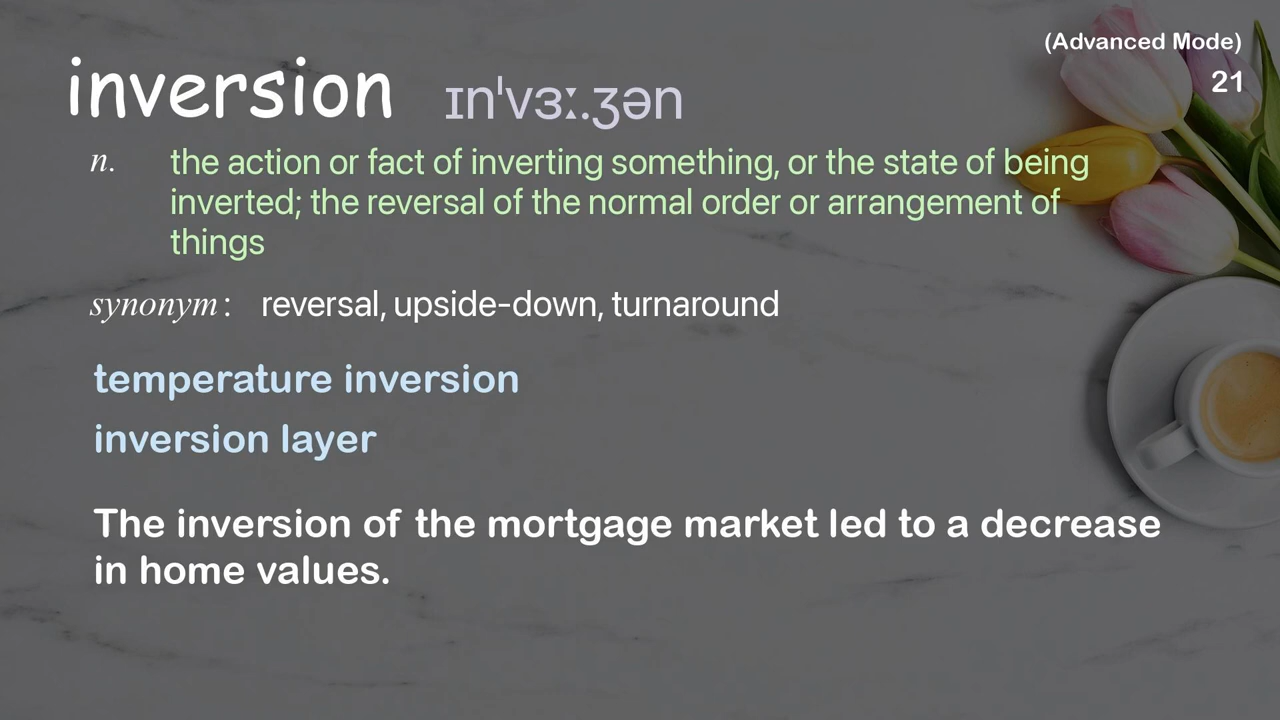 (Advanced Mode)
21
inversion ɪnˈvɜː.ʒən
n. the action or fact of inverting something, or the state of being
inverted; the reversal of the normal order or arrangement of
things
synonym: reversal, upside-down, turnaround
temperature inversion
inversion layer
The inversion of the mortgage market led to a decrease
in home values.